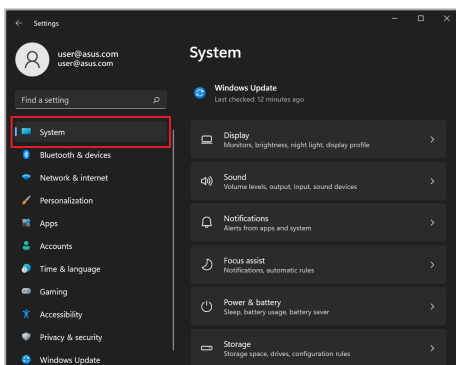 Settings
user@asus.com
user@asus.com
Find a setting
System
Bluetooth & devices
Network & internet
Personalization
Apps
Accounts
Time & language
Gaming
Accessibility
Privacy & security
Windows Update
System
Windows Update
Last checked: 12 minutes ago
Display
Monitors, brightness, night light, display profile
Sound
Volume levels, output, input, sound devices
Notifications
Alerts from apps and system
Focus assist
Notifications, automatic rules
Power & battery
Sleep, battery usage, battery saver
Storage
Storage space, drives, configuration rules